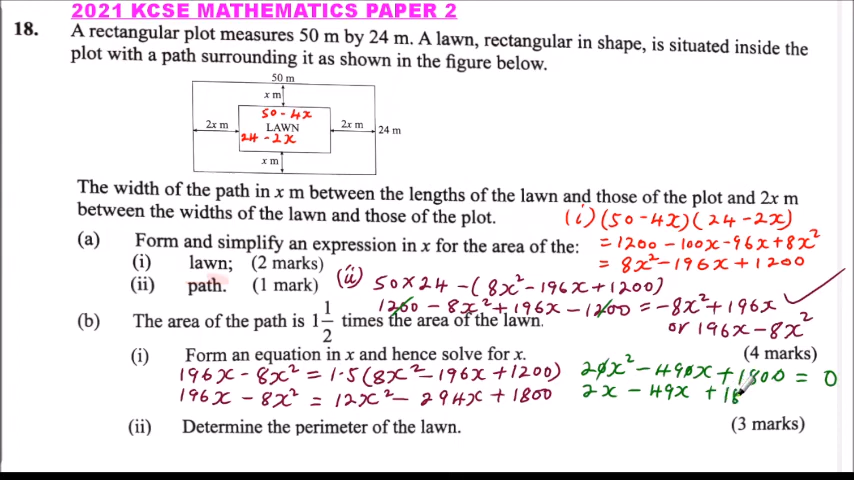 2021 KCSE MATHEMATICS PAPER 2
18. A rectangular plot measures 50 m by 24 m. A lawn, rectangular in shape, is situated inside the
plot with a path surrounding it as shown in the figure below.
50 m
x m
50 - 4x
2x m LAWN 2x m 24 m
24 - 2x
x m
The width of the path in x m between the lengths of the lawn and those of the plot and 2x m
between the widths of the lawn and those of the plot.
(i) (50 - 4x)(24 - 2x)
(a) Form and simplify an expression in x for the area of the:
= 1200 - 100x - 96x + 8x²
(i) lawn; (2 marks)
= 8x² - 196x + 1200
(ii) path. (1 mark)
(ii) 50 x 24 - (8x² - 196x + 1200)
1200 - 8x² + 196x - 1200 = -8x² + 196x
or 196x - 8x²
(b) The area of the path is 1 1/2 times the area of the lawn.
(i) Form an equation in x and hence solve for x. (4 marks)
196x - 8x² = 1.5(8x² - 196x + 1200)
196x - 8x² = 12x² - 294x + 1800
20x² - 490x + 1800 = 0
2x - 49x + 18
(ii) Determine the perimeter of the lawn. (3 marks)